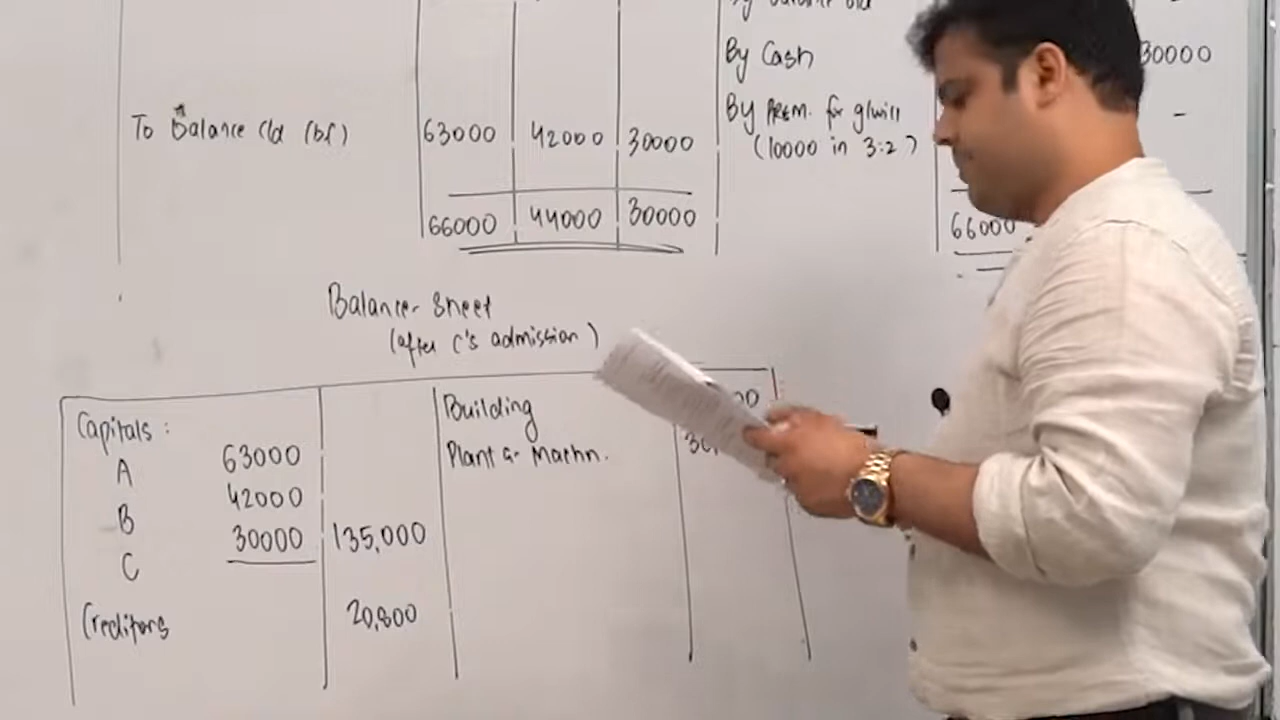 By Cash 30000
To Balance c/d (bf) 63000 42000 30000 By Prem. for g/will -
(10000 in 3:2)
66000 44000 30000 66000
Balance Sheet
(after C's admission)
Capitals : Building
A 63000 Plant & Machn.
B 42000
C 30000 135,000
Creditors 20,800